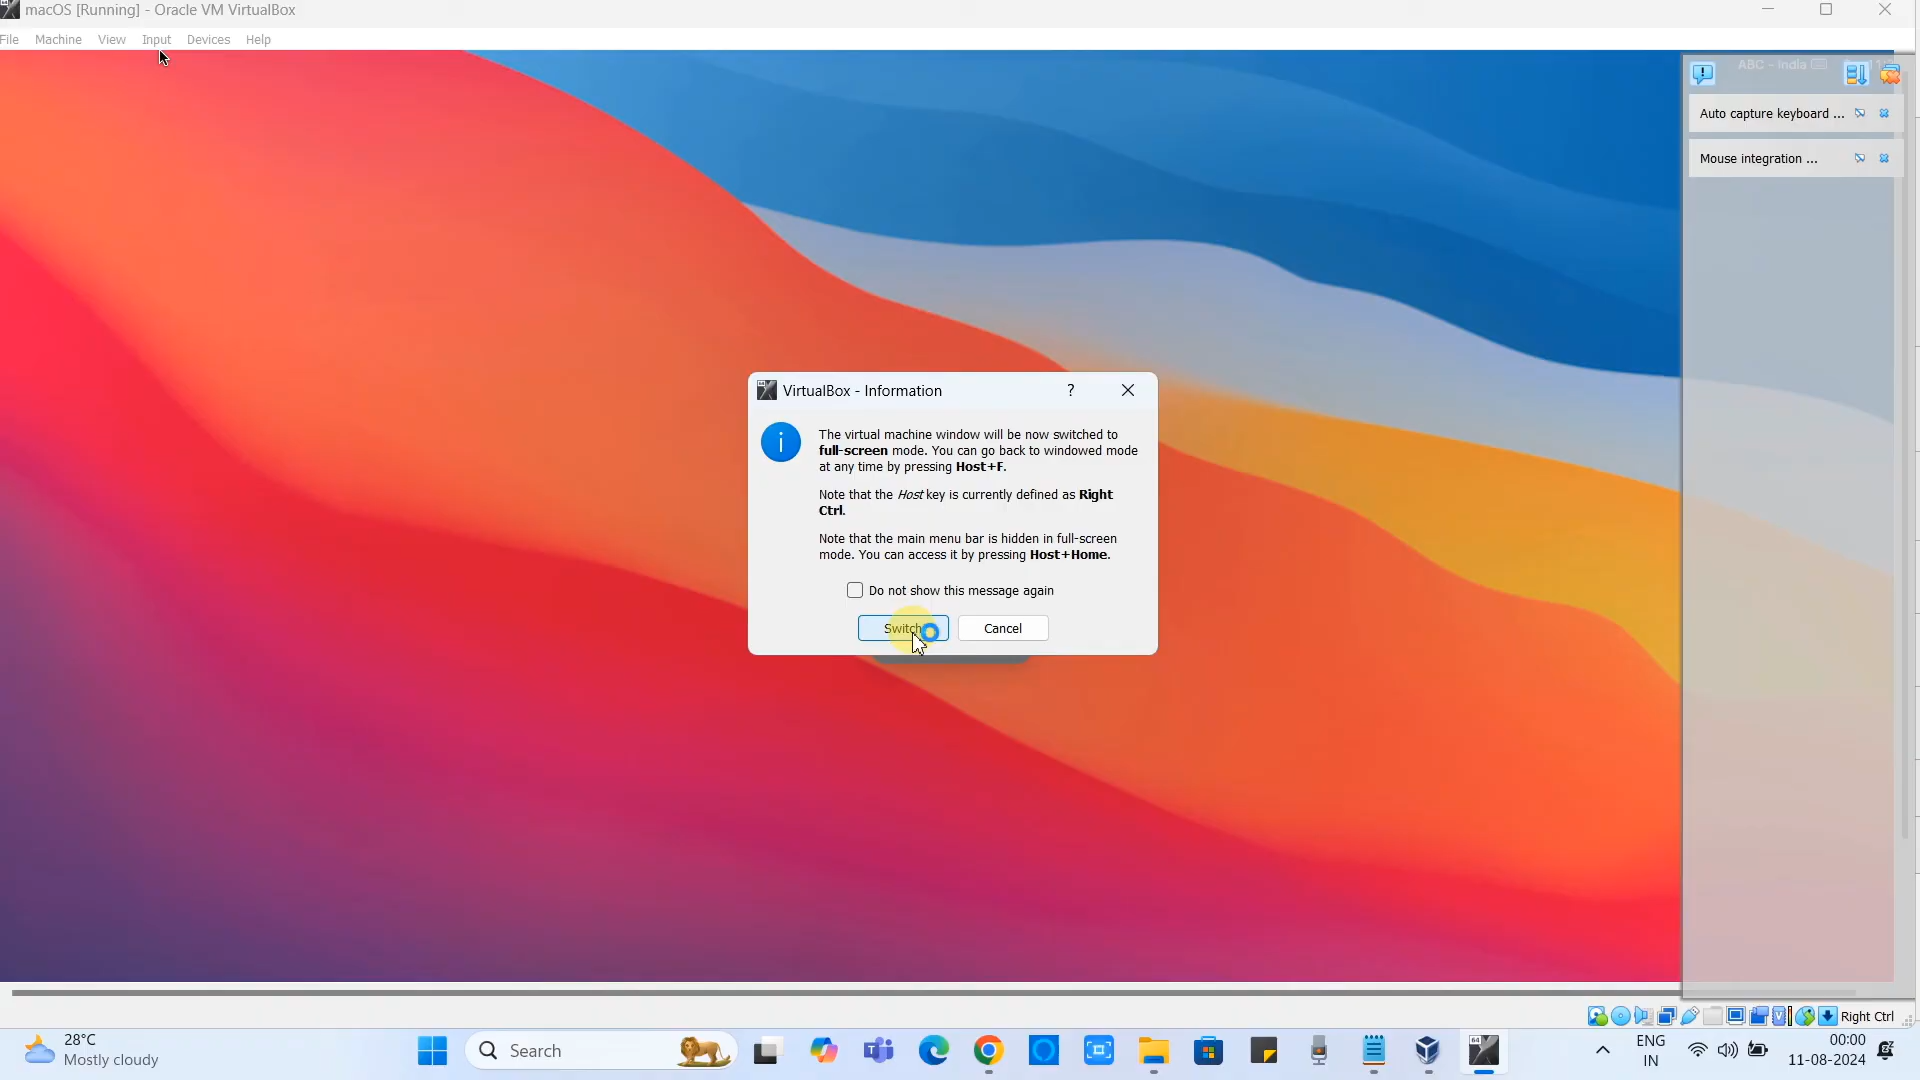 macOS [Running] - Oracle VM VirtualBox
File Machine View Input Devices Help
ABC - India
Auto capture keyboard ...
Mouse integration ...
VirtualBox - Information
The virtual machine window will be now switched to
full-screen mode. You can go back to windowed mode
at any time by pressing Host+F.
Note that the Host key is currently defined as Right
Ctrl.
Note that the main menu bar is hidden in full-screen
mode. You can access it by pressing Host+Home.
Do not show this message again
Switch Cancel
Right Ctrl
28°C
Mostly cloudy
Search
64
ENG
IN
00:00
11-08-2024